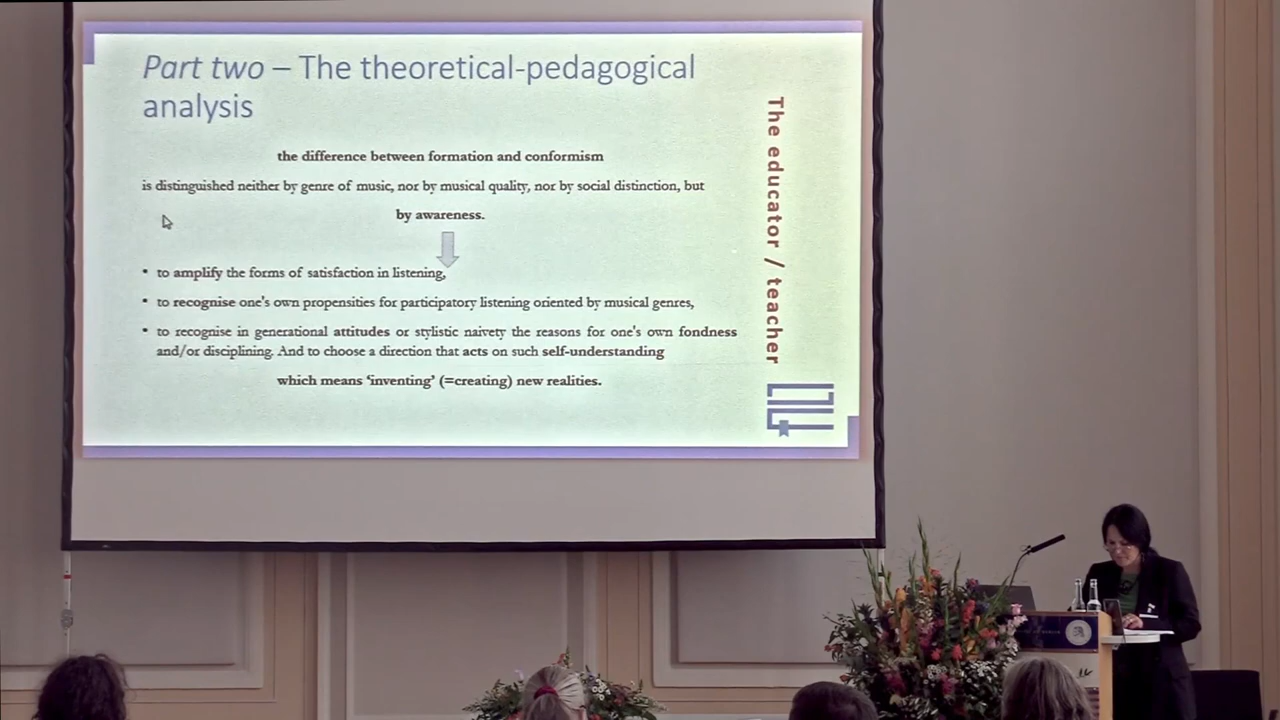 Part two – The theoretical-pedagogical
analysis
the difference between formation and conformism
is distinguished neither by genre of music, nor by musical quality, nor by social distinction, but
by awareness.
• to amplify the forms of satisfaction in listening,
• to recognise one's own propensities for participatory listening oriented by musical genres,
• to recognise in generational attitudes or stylistic naivety the reasons for one's own fondness
and/or disciplining. And to choose a direction that acts on such self-understanding
which means ‘inventing’ (=creating) new realities.
The educator / teacher